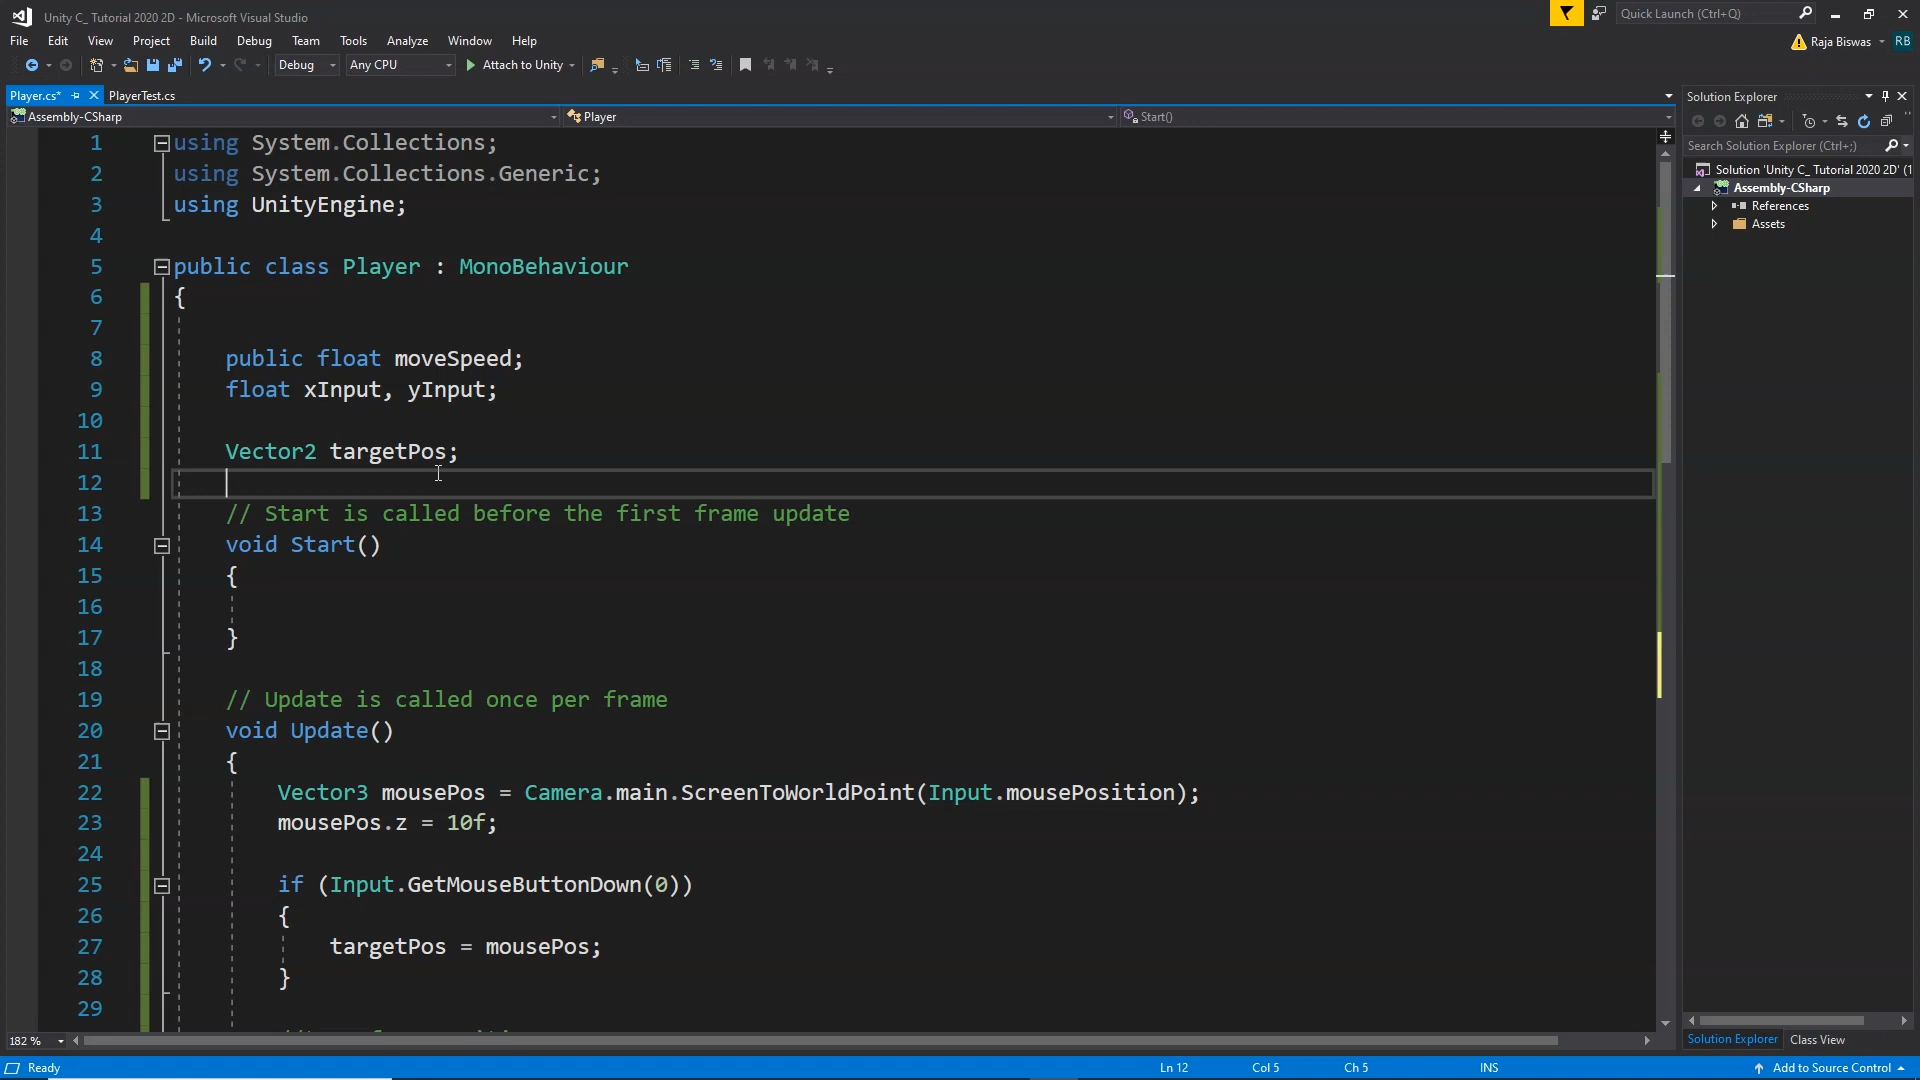 Unity C_ Tutorial 2020 2D - Microsoft Visual Studio
Quick Launch (Ctrl+Q)
File Edit View Project Build Debug Team Tools Analyze Window Help
Raja Biswas RB
Debug Any CPU Attach to Unity
Player.cs* PlayerTest.cs
Solution Explorer
Assembly-CSharp Player Start()
Search Solution Explorer (Ctrl+;)
Solution 'Unity C_ Tutorial 2020 2D' (1
Assembly-CSharp
References
Assets
1 using System.Collections;
2 using System.Collections.Generic;
3 using UnityEngine;
4
5 public class Player : MonoBehaviour
6 {
7
8 public float moveSpeed;
9 float xInput, yInput;
10
11 Vector2 targetPos;
12
13 // Start is called before the first frame update
14 void Start()
15 {
16
17 }
18
19 // Update is called once per frame
20 void Update()
21 {
22 Vector3 mousePos = Camera.main.ScreenToWorldPoint(Input.mousePosition);
23 mousePos.z = 10f;
24
25 if (Input.GetMouseButtonDown(0))
26 {
27 targetPos = mousePos;
28 }
29
182 %
Solution Explorer Class View
Ready Ln 12 Col 5 Ch 5 INS Add to Source Control